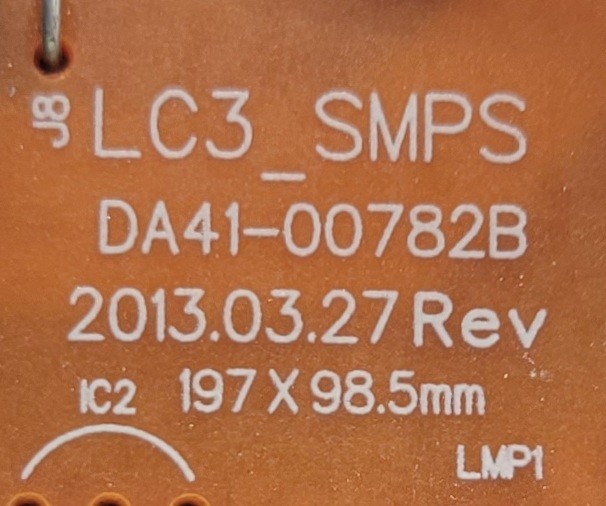 J8
LC3_SMPS
DA41-00782B
2013.03.27 Rev
IC2
197 X 98.5mm
LMP1